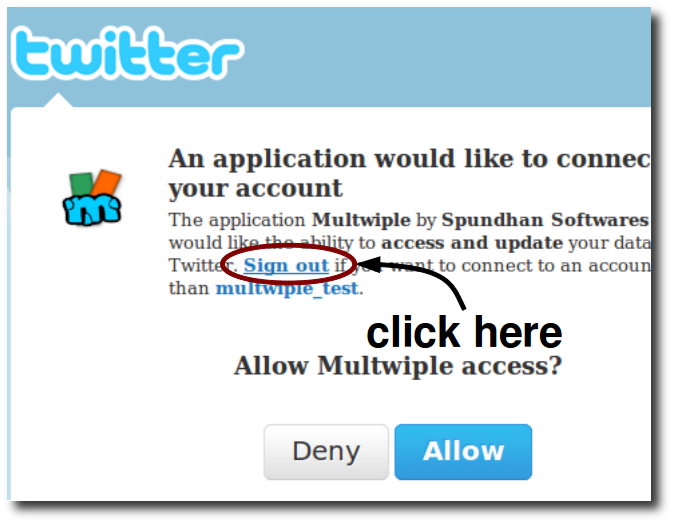 twitter
An application would like to connec
your account
The application Multwiple by Spundhan Softwares
would like the ability to access and update your data
Twitter. Sign out if you want to connect to an accoun
than multwiple_test.
click here
Allow Multwiple access?
Deny
Allow